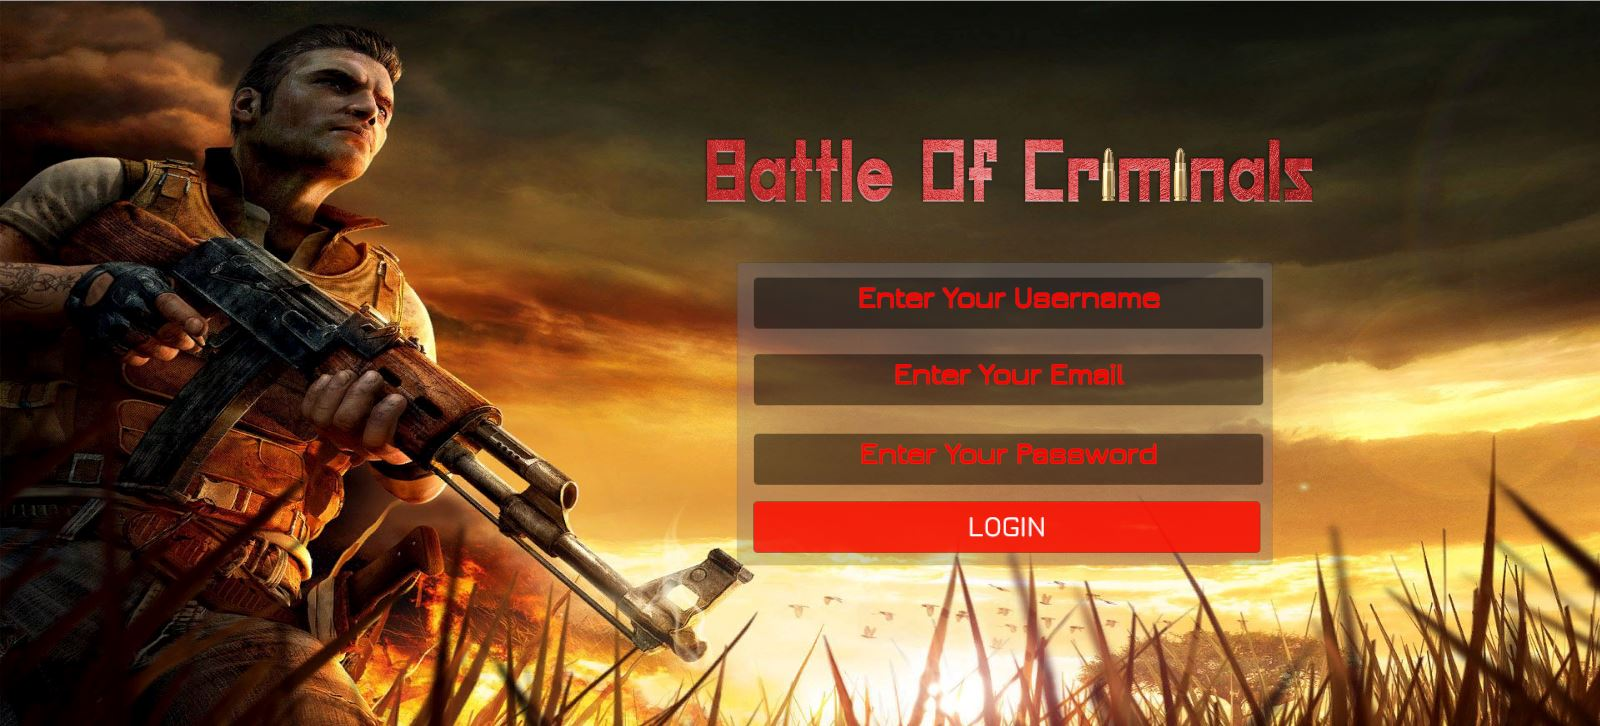 Battle Of Criminals
Enter Your Username
Enter Your Email
Enter Your Password
LOGIN